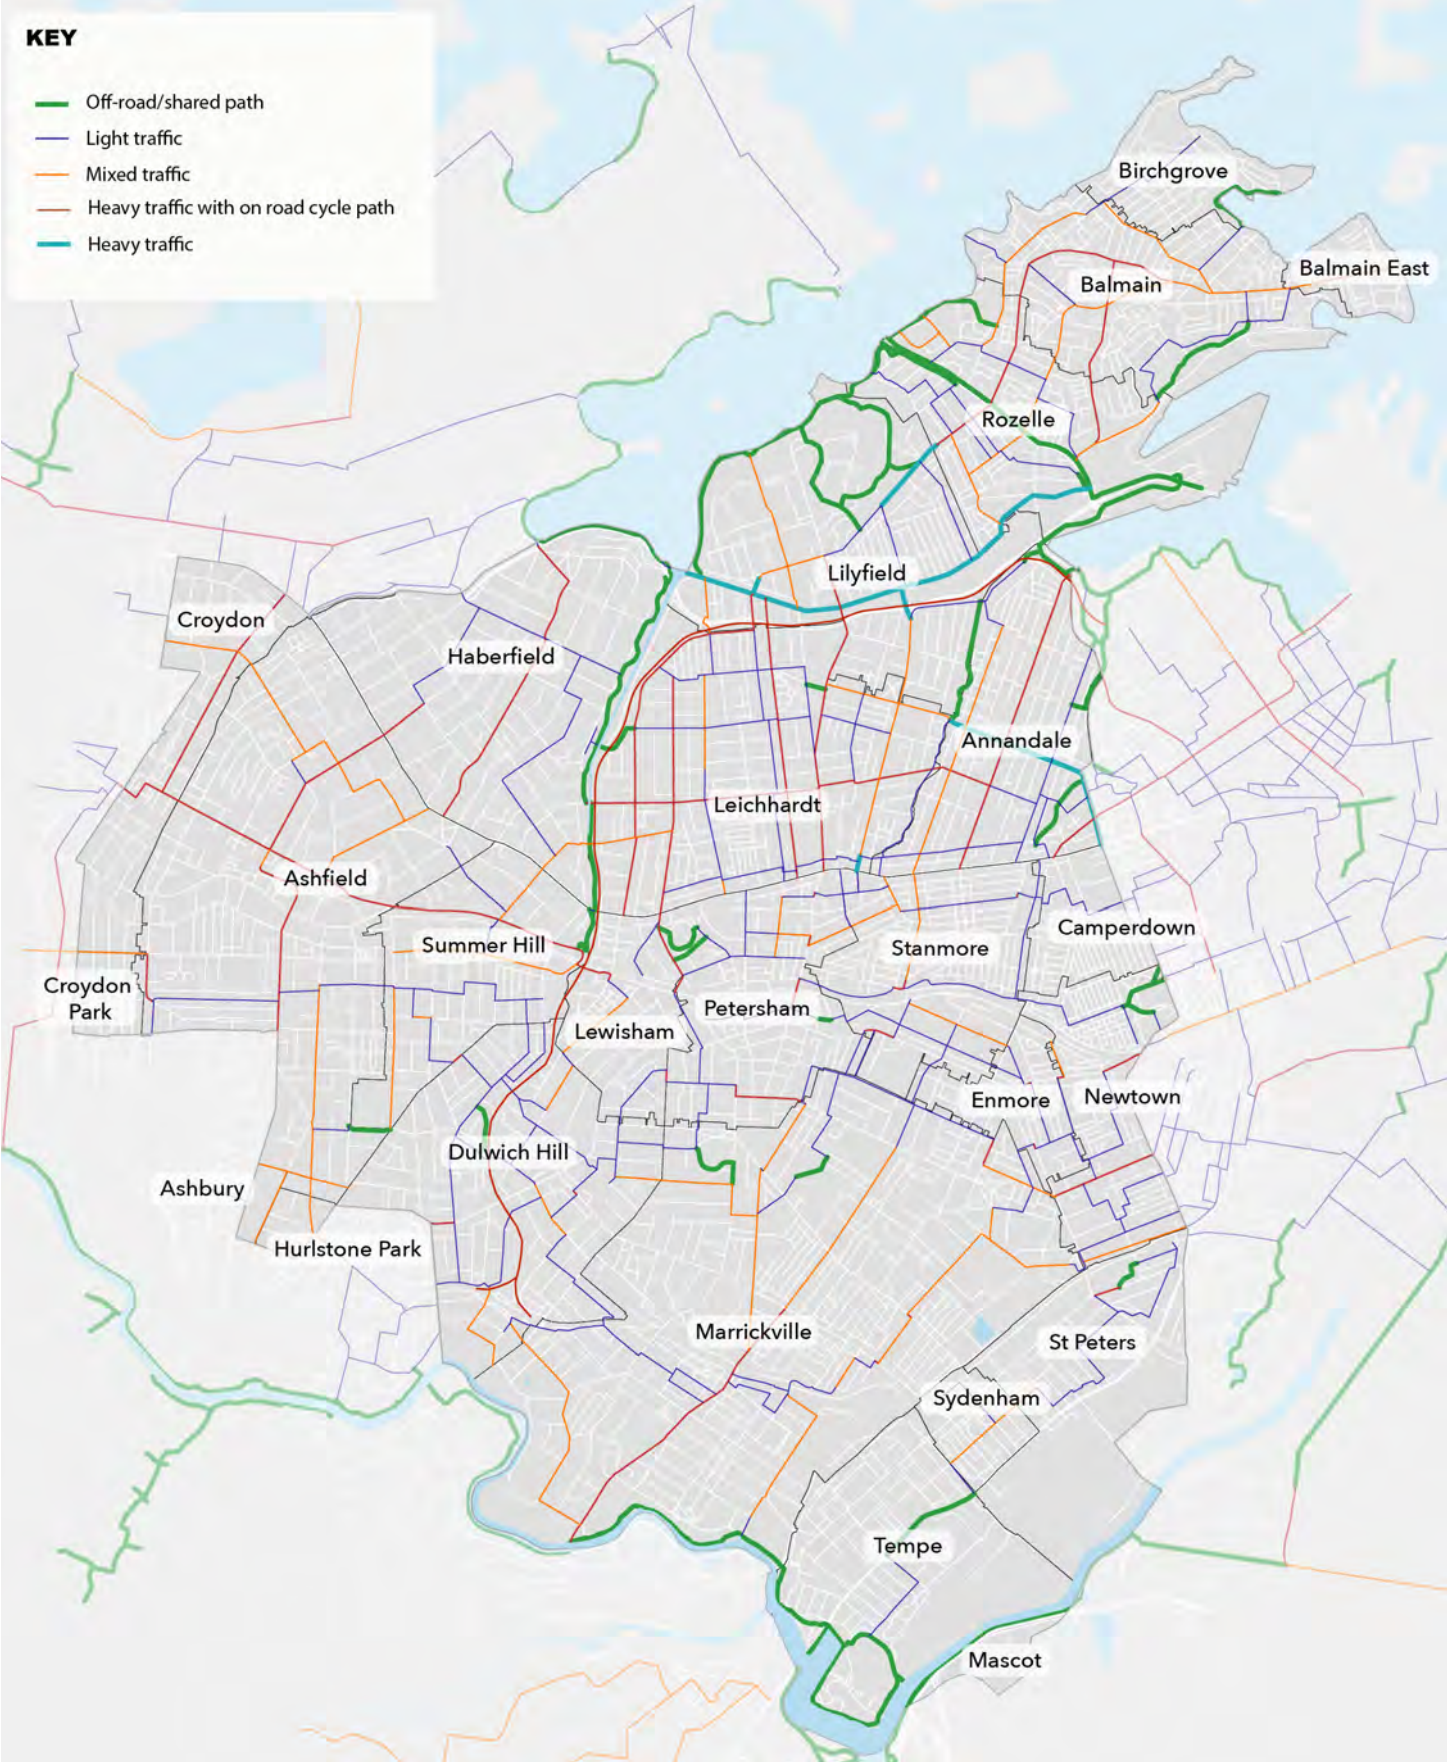 KEY
Off-road/shared path
Light traffic
Mixed traffic
Heavy traffic with on road cycle path
Heavy traffic
Birchgrove
Balmain East
Balmain
Rozelle
Lilyfield
Croydon
Haberfield
Annandale
Leichhardt
Ashfield
Camperdown
Summer Hill
Stanmore
Croydon
Park
Petersham
Lewisham
Enmore
Newtown
Dulwich Hill
Ashbury
Hurlstone Park
Marrickville
St Peters
Sydenham
Tempe
Mascot